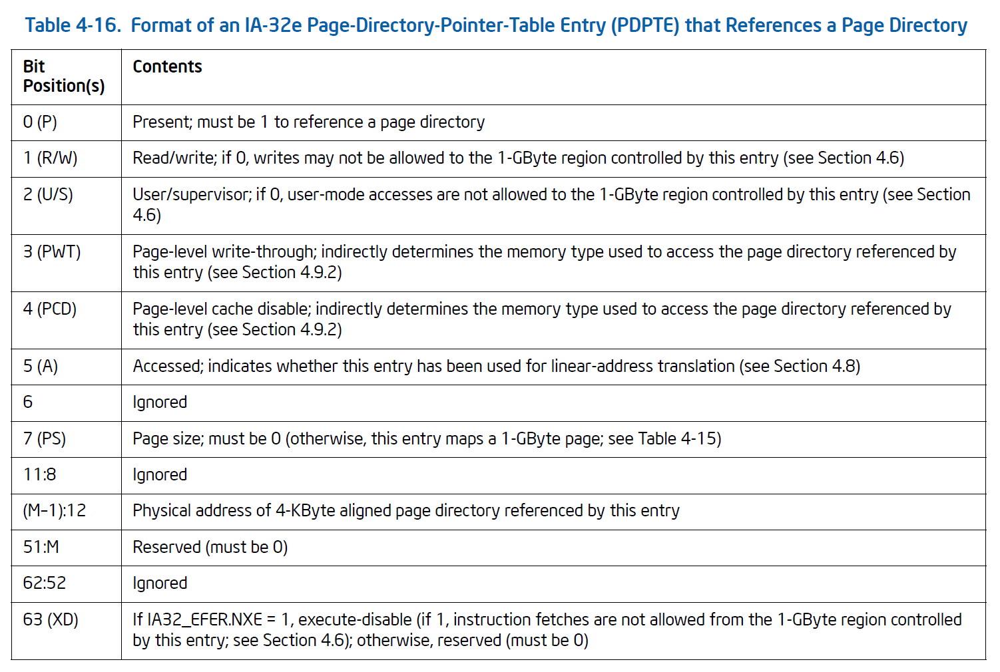 Table 4-16. Format of an IA-32e Page-Directory-Pointer-Table Entry (PDPTE) that References a Page Directory
Bit
Position(s)
Contents
0 (P)
Present; must be 1 to reference a page directory
1 (R/W)
Read/write; if 0, writes may not be allowed to the 1-GByte region controlled by this entry (see Section 4.6)
2 (U/S)
User/supervisor; if 0, user-mode accesses are not allowed to the 1-GByte region controlled by this entry (see Section
4.6)
3 (PWT)
Page-level write-through; indirectly determines the memory type used to access the page directory referenced by
this entry (see Section 4.9.2)
4 (PCD)
Page-level cache disable; indirectly determines the memory type used to access the page directory referenced by
this entry (see Section 4.9.2)
5 (A)
Accessed; indicates whether this entry has been used for linear-address translation (see Section 4.8)
6
Ignored
7 (PS)
Page size; must be 0 (otherwise, this entry maps a 1-GByte page; see Table 4-15)
11:8
Ignored
(M–1):12
Physical address of 4-KByte aligned page directory referenced by this entry
51:M
Reserved (must be 0)
62:52
Ignored
63 (XD)
If IA32_EFER.NXE = 1, execute-disable (if 1, instruction fetches are not allowed from the 1-GByte region controlled
by this entry; see Section 4.6); otherwise, reserved (must be 0)